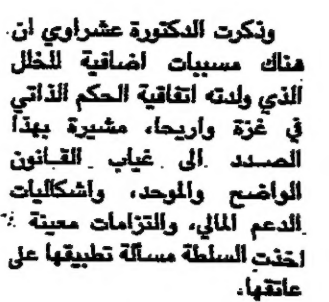 وذكرت الدكتورة عشراوي ان
هناك مسببات اضافية للخلل
الذي ولدته اتفاقية الحكم الذاتي
في غزة واريحا، مشيرة بهذا
الصدد الى غياب القانون
الواضح والموحد، واشكاليات
الدعم المالي، والتزامات معينة
اخذت السلطة مسالة تطبيقها على
عاتقها.